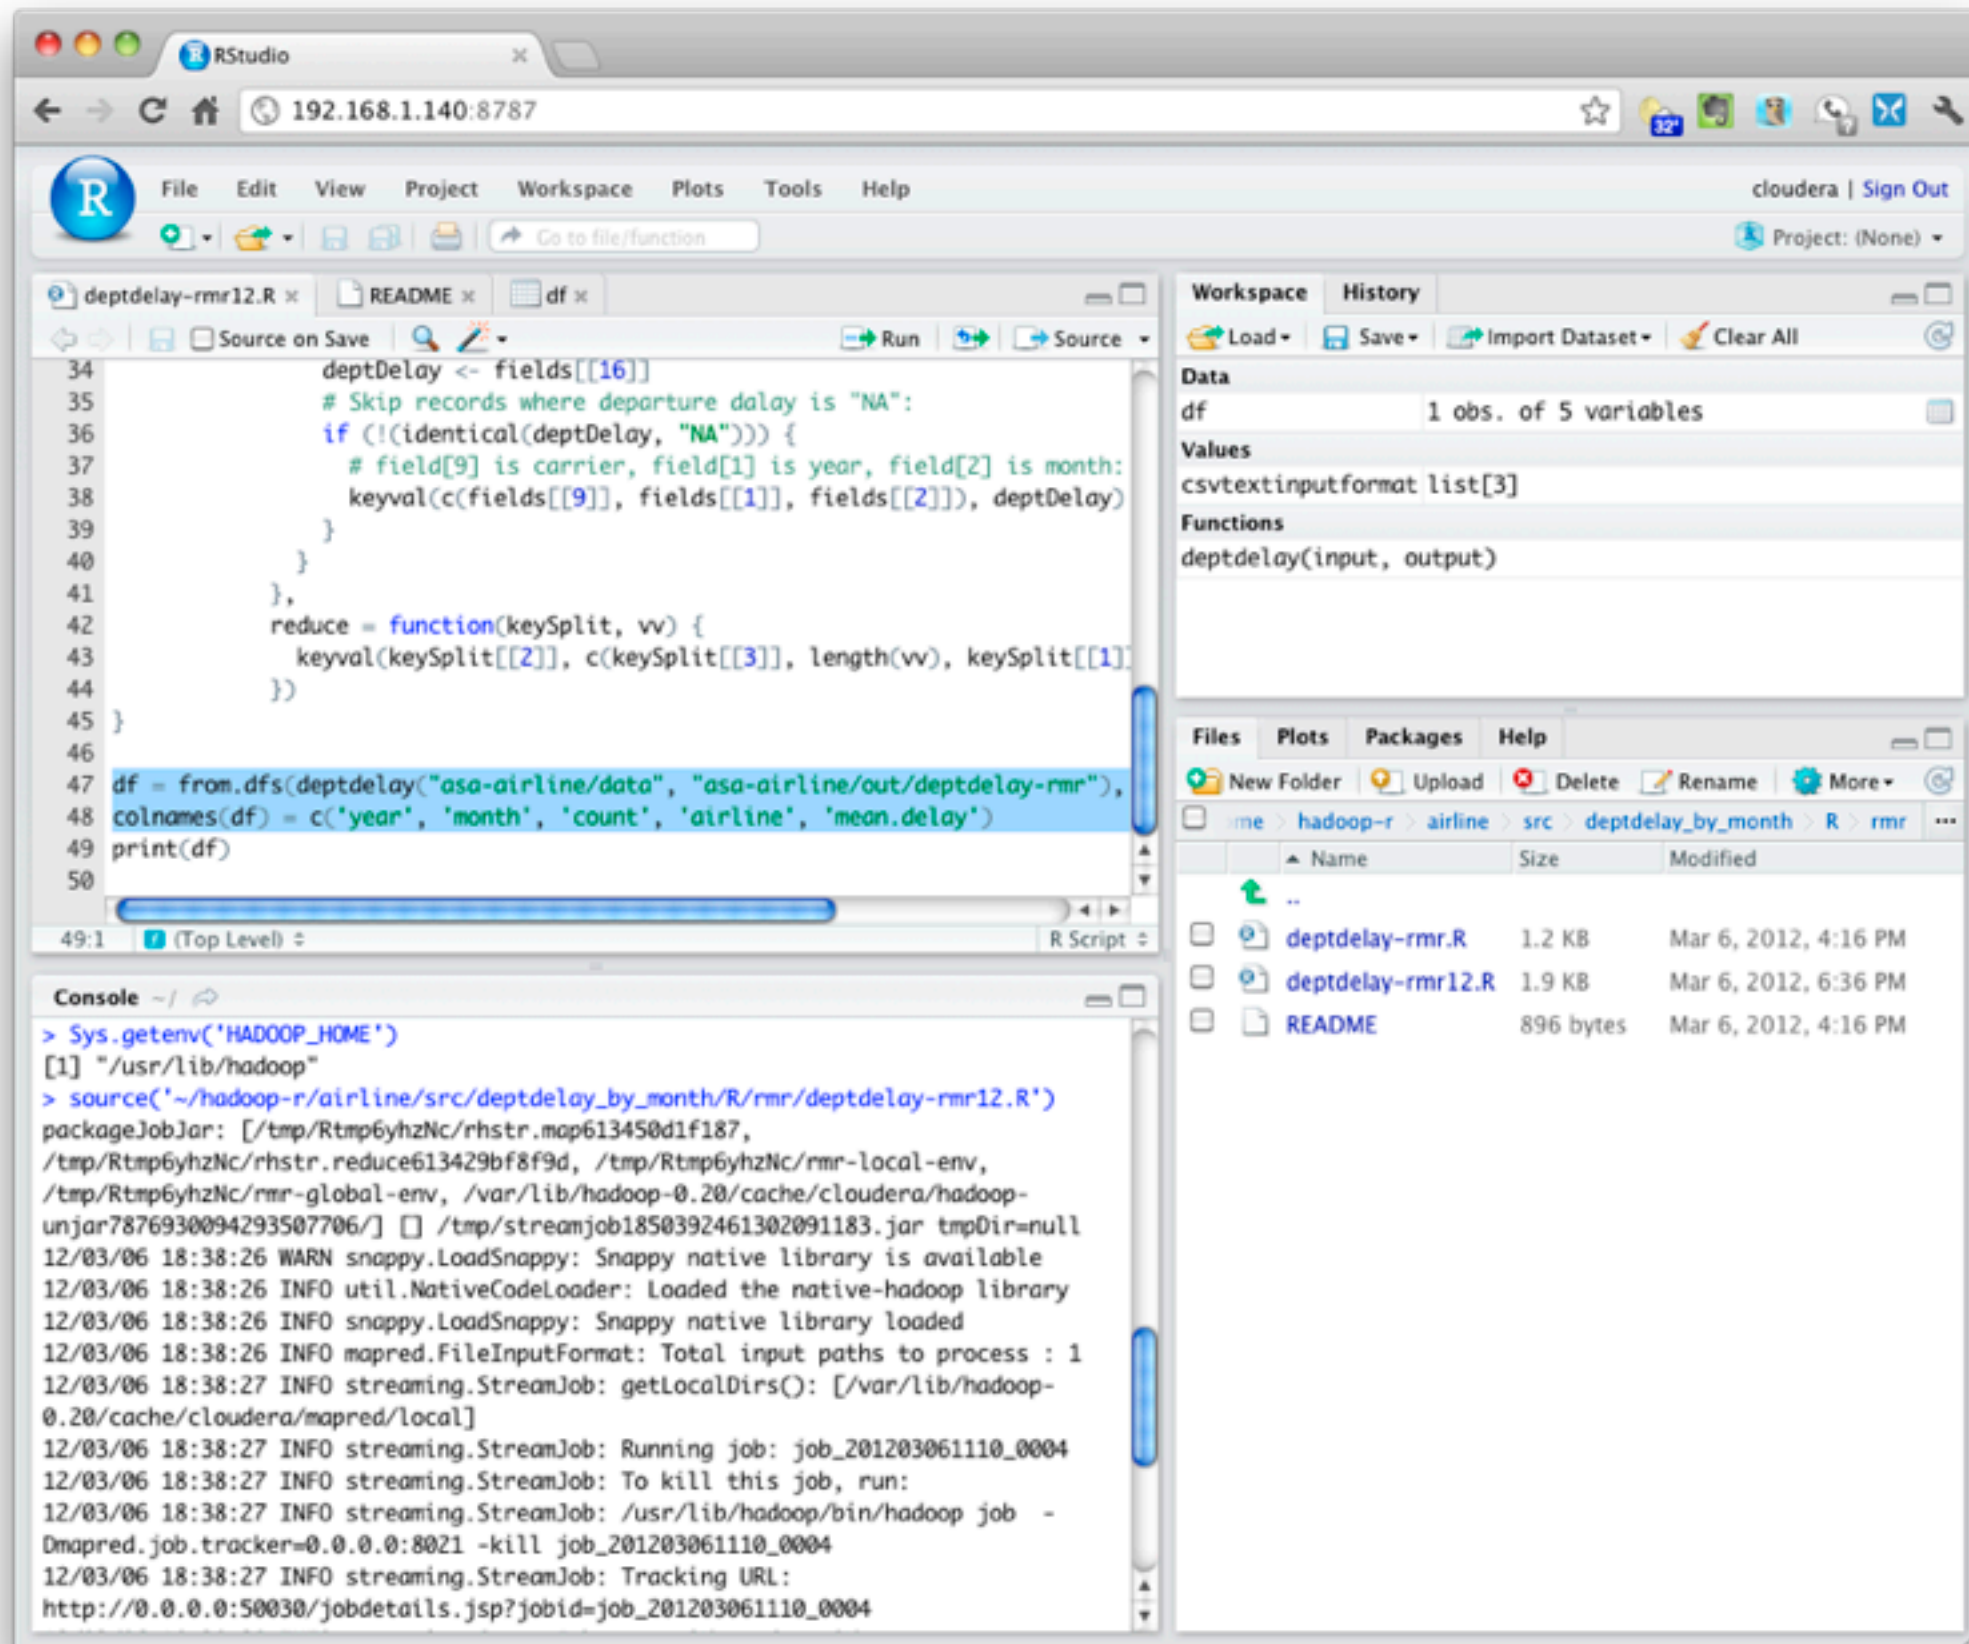 RStudio
192.168.1.140:8787
32°
R
File Edit View Project Workspace Plots Tools Help
cloudera | Sign Out
Go to file/function
Project: (None)
deptdelay-rmr12.R README df
Source on Save Run Source
34 deptDelay <- fields[[16]]
35 # Skip records where departure dalay is "NA":
36 if (!(identical(deptDelay, "NA"))) {
37 # field[9] is carrier, field[1] is year, field[2] is month:
38 keyval(c(fields[[9]], fields[[1]], fields[[2]]), deptDelay)
39 }
40 }
41 },
42 reduce = function(keySplit, vv) {
43 keyval(keySplit[[2]], c(keySplit[[3]], length(vv), keySplit[[1]]
44 })
45 }
46
47 df = from.dfs(deptdelay("asa-airline/data", "asa-airline/out/deptdelay-rmr"),
48 colnames(df) = c('year', 'month', 'count', 'airline', 'mean.delay')
49 print(df)
50
49:1 (Top Level) R Script
Console ~/
> Sys.getenv('HADOOP_HOME')
[1] "/usr/lib/hadoop"
> source('~/hadoop-r/airline/src/deptdelay_by_month/R/rmr/deptdelay-rmr12.R')
packageJobJar: [/tmp/Rtmp6yhzNc/rhstr.map613450d1f187,
/tmp/Rtmp6yhzNc/rhstr.reduce613429bf8f9d, /tmp/Rtmp6yhzNc/rmr-local-env,
/tmp/Rtmp6yhzNc/rmr-global-env, /var/lib/hadoop-0.20/cache/cloudera/hadoop-
unjar7876930094293507706/] [] /tmp/streamjob1850392461302091183.jar tmpDir=null
12/03/06 18:38:26 WARN snappy.LoadSnappy: Snappy native library is available
12/03/06 18:38:26 INFO util.NativeCodeLoader: Loaded the native-hadoop library
12/03/06 18:38:26 INFO snappy.LoadSnappy: Snappy native library loaded
12/03/06 18:38:26 INFO mapred.FileInputFormat: Total input paths to process : 1
12/03/06 18:38:27 INFO streaming.StreamJob: getLocalDirs(): [/var/lib/hadoop-
0.20/cache/cloudera/mapred/local]
12/03/06 18:38:27 INFO streaming.StreamJob: Running job: job_201203061110_0004
12/03/06 18:38:27 INFO streaming.StreamJob: To kill this job, run:
12/03/06 18:38:27 INFO streaming.StreamJob: /usr/lib/hadoop/bin/hadoop job -
Dmapred.job.tracker=0.0.0.0:8021 -kill job_201203061110_0004
12/03/06 18:38:27 INFO streaming.StreamJob: Tracking URL:
http://0.0.0.0:50030/jobdetails.jsp?jobid=job_201203061110_0004
Workspace History
Load Save Import Dataset Clear All
Data
df 1 obs. of 5 variables
Values
csvtextinputformat list[3]
Functions
deptdelay(input, output)
Files Plots Packages Help
New Folder Upload Delete Rename More
me hadoop-r airline src deptdelay_by_month R rmr ...
Name Size Modified
..
deptdelay-rmr.R 1.2 KB Mar 6, 2012, 4:16 PM
deptdelay-rmr12.R 1.9 KB Mar 6, 2012, 6:36 PM
README 896 bytes Mar 6, 2012, 4:16 PM